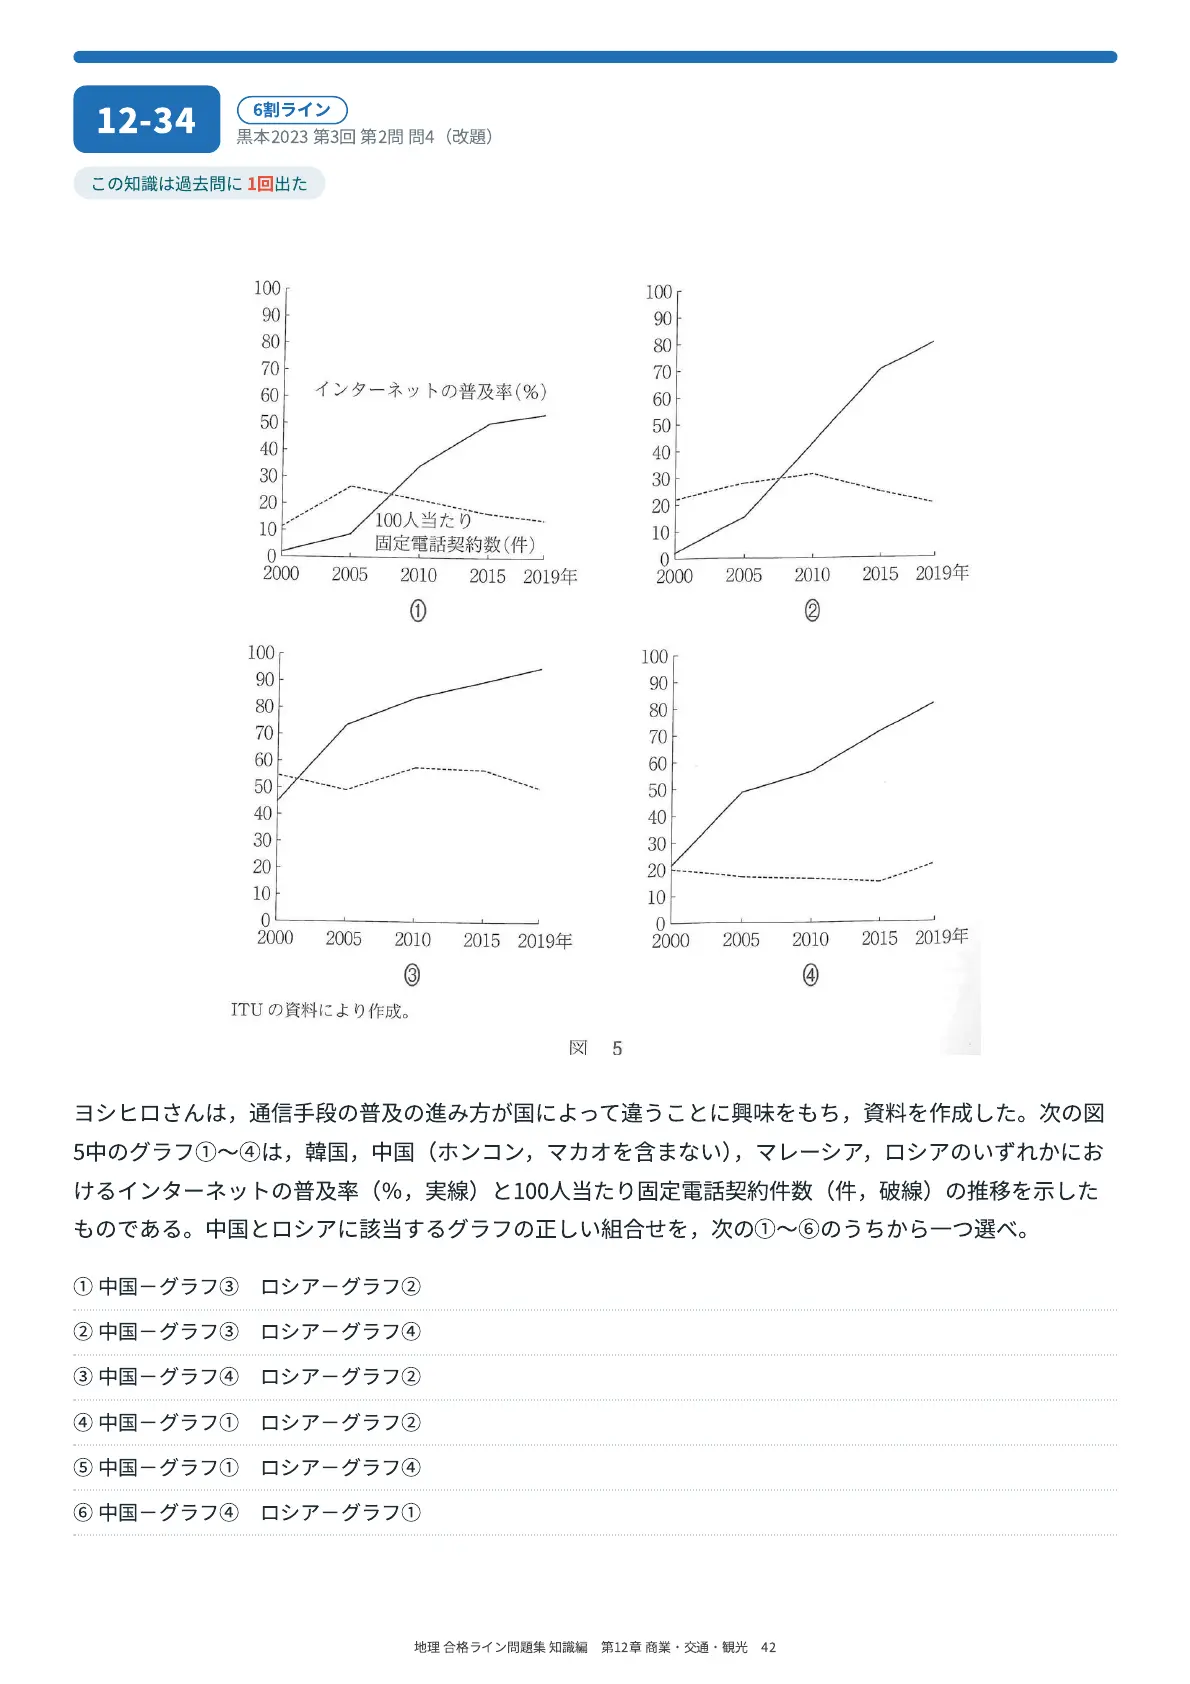 12-34
6割ライン
黒本2023 第3回 第2問 問4（改題）
この知識は過去問に 1回出た
100
90
80
70
60
50
40
30
20
10
0
インターネットの普及率(%)
100人当たり
固定電話契約数(件)
2000 2005 2010 2015 2019年
①
100
90
80
70
60
50
40
30
20
10
0
2000 2005 2010 2015 2019年
②
100
90
80
70
60
50
40
30
20
10
0
2000 2005 2010 2015 2019年
③
100
90
80
70
60
50
40
30
20
10
0
2000 2005 2010 2015 2019年
④
ITUの資料により作成。
図 5
ヨシヒロさんは，通信手段の普及の進み方が国によって違うことに興味をもち，資料を作成した。次の図
5中のグラフ①～④は，韓国，中国（ホンコン，マカオを含まない），マレーシア，ロシアのいずれかにお
けるインターネットの普及率（%，実線）と100人当たり固定電話契約件数（件，破線）の推移を示した
ものである。中国とロシアに該当するグラフの正しい組合せを，次の①～⑥のうちから一つ選べ。
① 中国－グラフ③　ロシア－グラフ②
② 中国－グラフ③　ロシア－グラフ④
③ 中国－グラフ④　ロシア－グラフ②
④ 中国－グラフ①　ロシア－グラフ②
⑤ 中国－グラフ①　ロシア－グラフ④
⑥ 中国－グラフ④　ロシア－グラフ①
地理 合格ライン問題集 知識編　第12章 商業・交通・観光　42